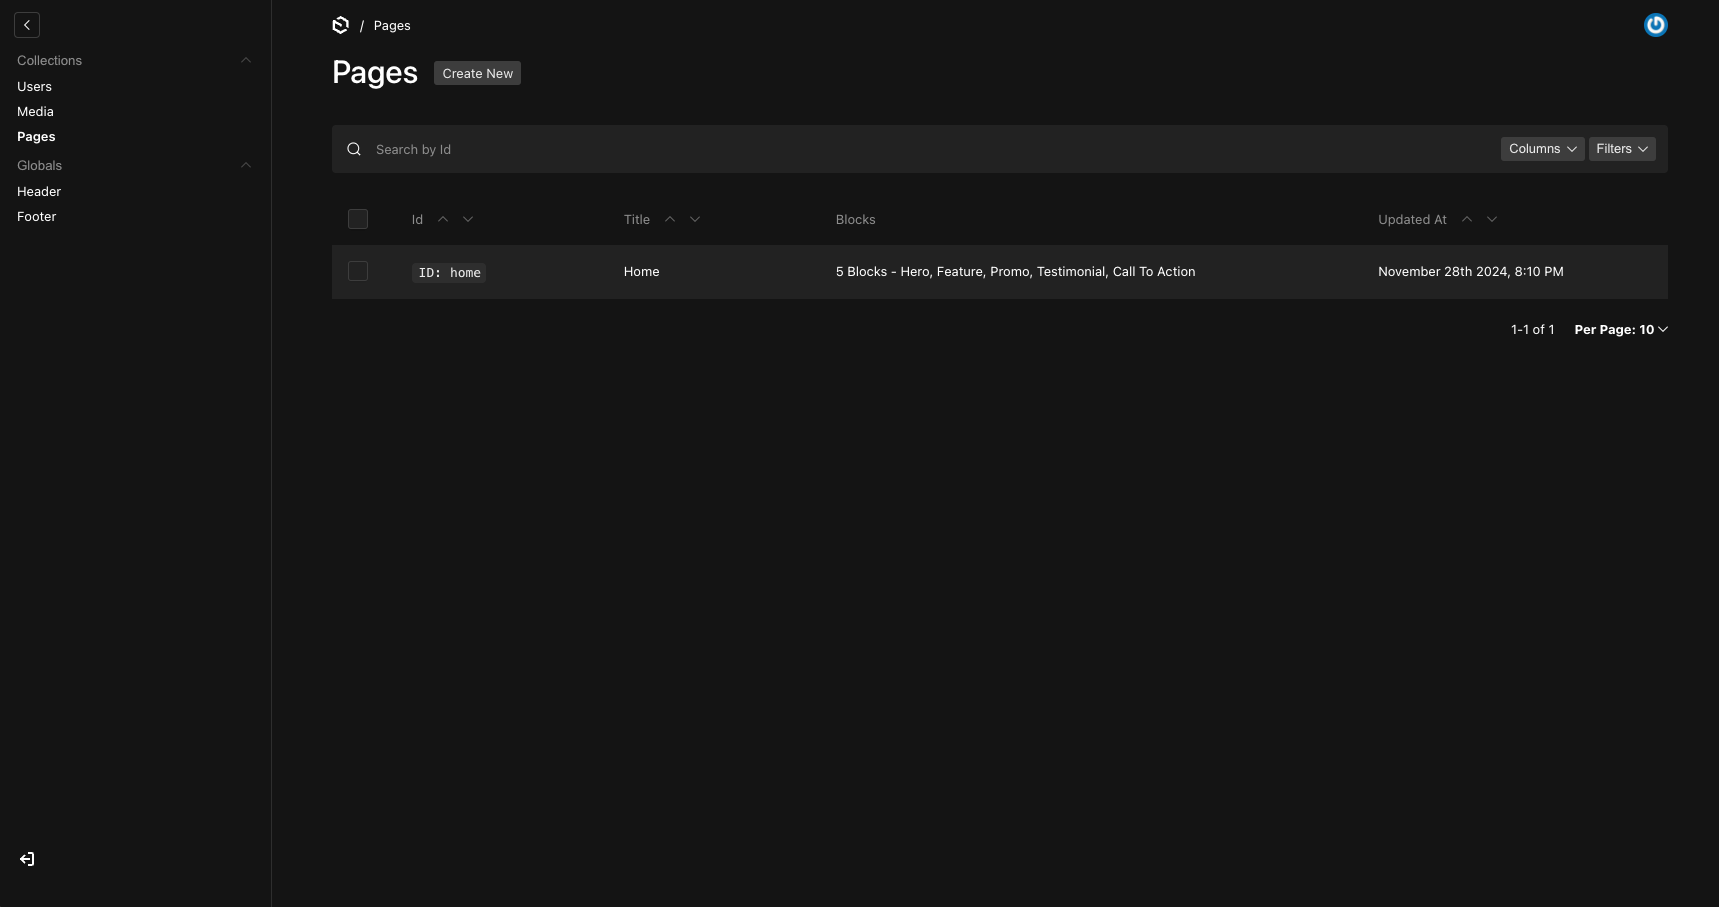 Collections
Users
Media
Pages
Globals
Header
Footer
/ Pages
Pages Create New
Search by Id Columns Filters
Id Title Blocks Updated At
ID: home Home 5 Blocks - Hero, Feature, Promo, Testimonial, Call To Action November 28th 2024, 8:10 PM
1-1 of 1 Per Page: 10